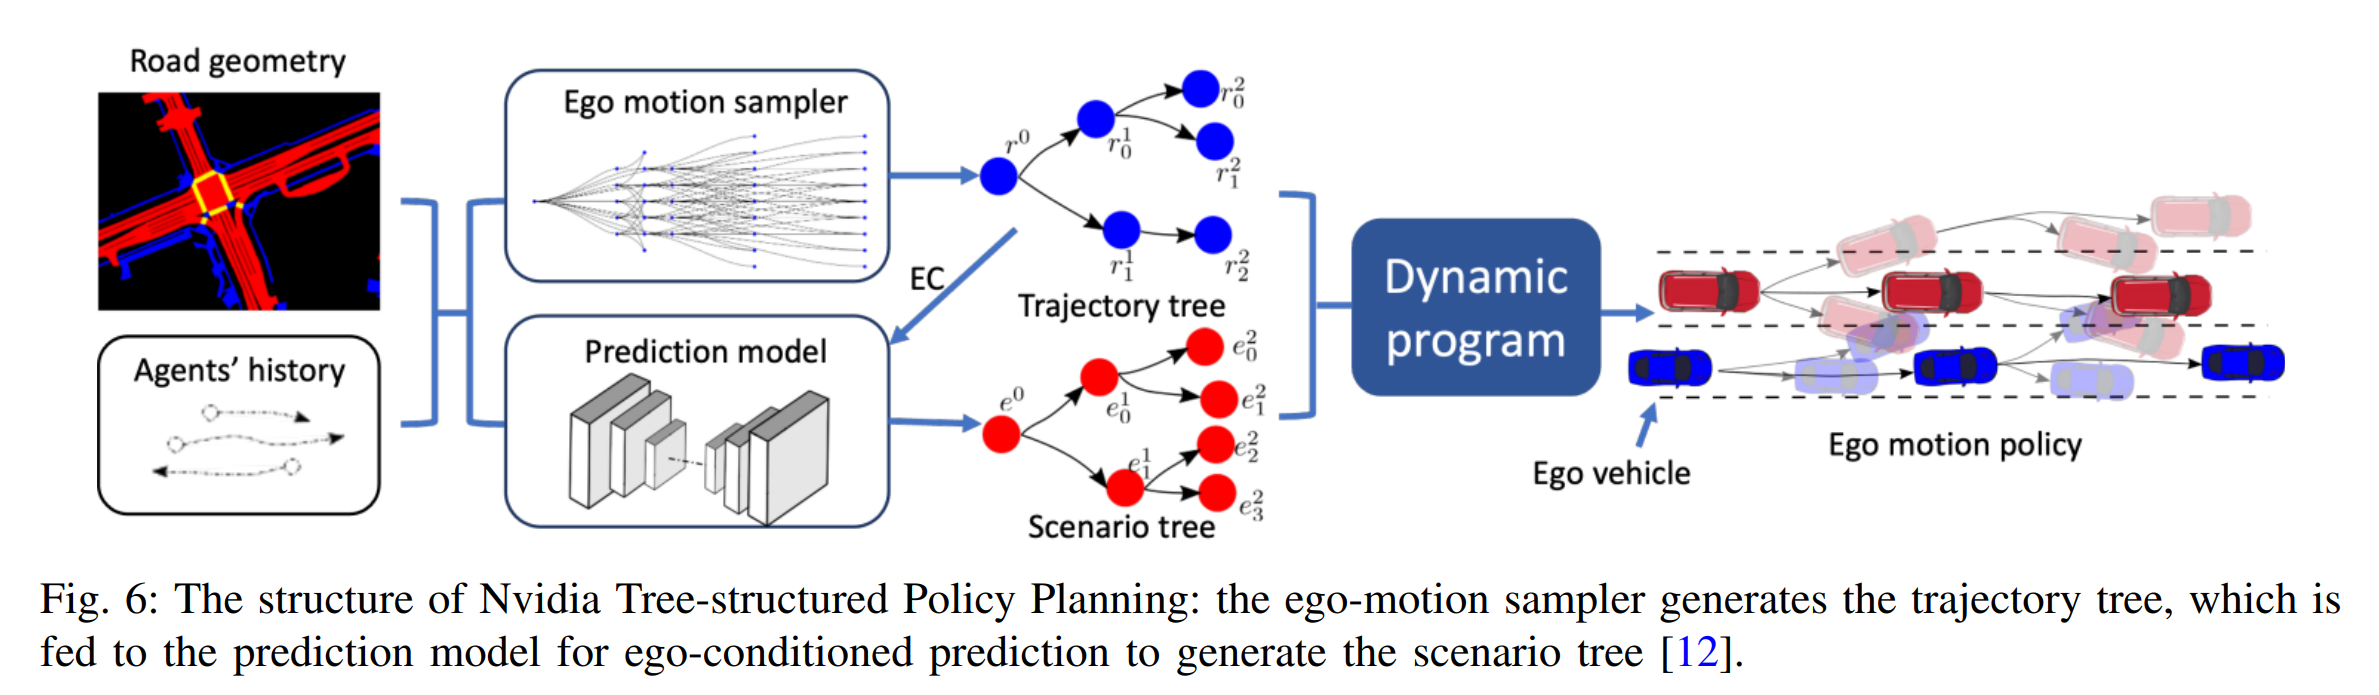 Road geometry
Agents' history
Ego motion sampler
EC
Prediction model
r^0
r_0^1
r_1^1
r_0^2
r_1^2
r_2^2
Trajectory tree
e^0
e_0^1
e_1^1
e_0^2
e_1^2
e_2^2
e_3^2
Scenario tree
Dynamic
program
Ego vehicle
Ego motion policy
Fig. 6: The structure of Nvidia Tree-structured Policy Planning: the ego-motion sampler generates the trajectory tree, which is
fed to the prediction model for ego-conditioned prediction to generate the scenario tree [12].